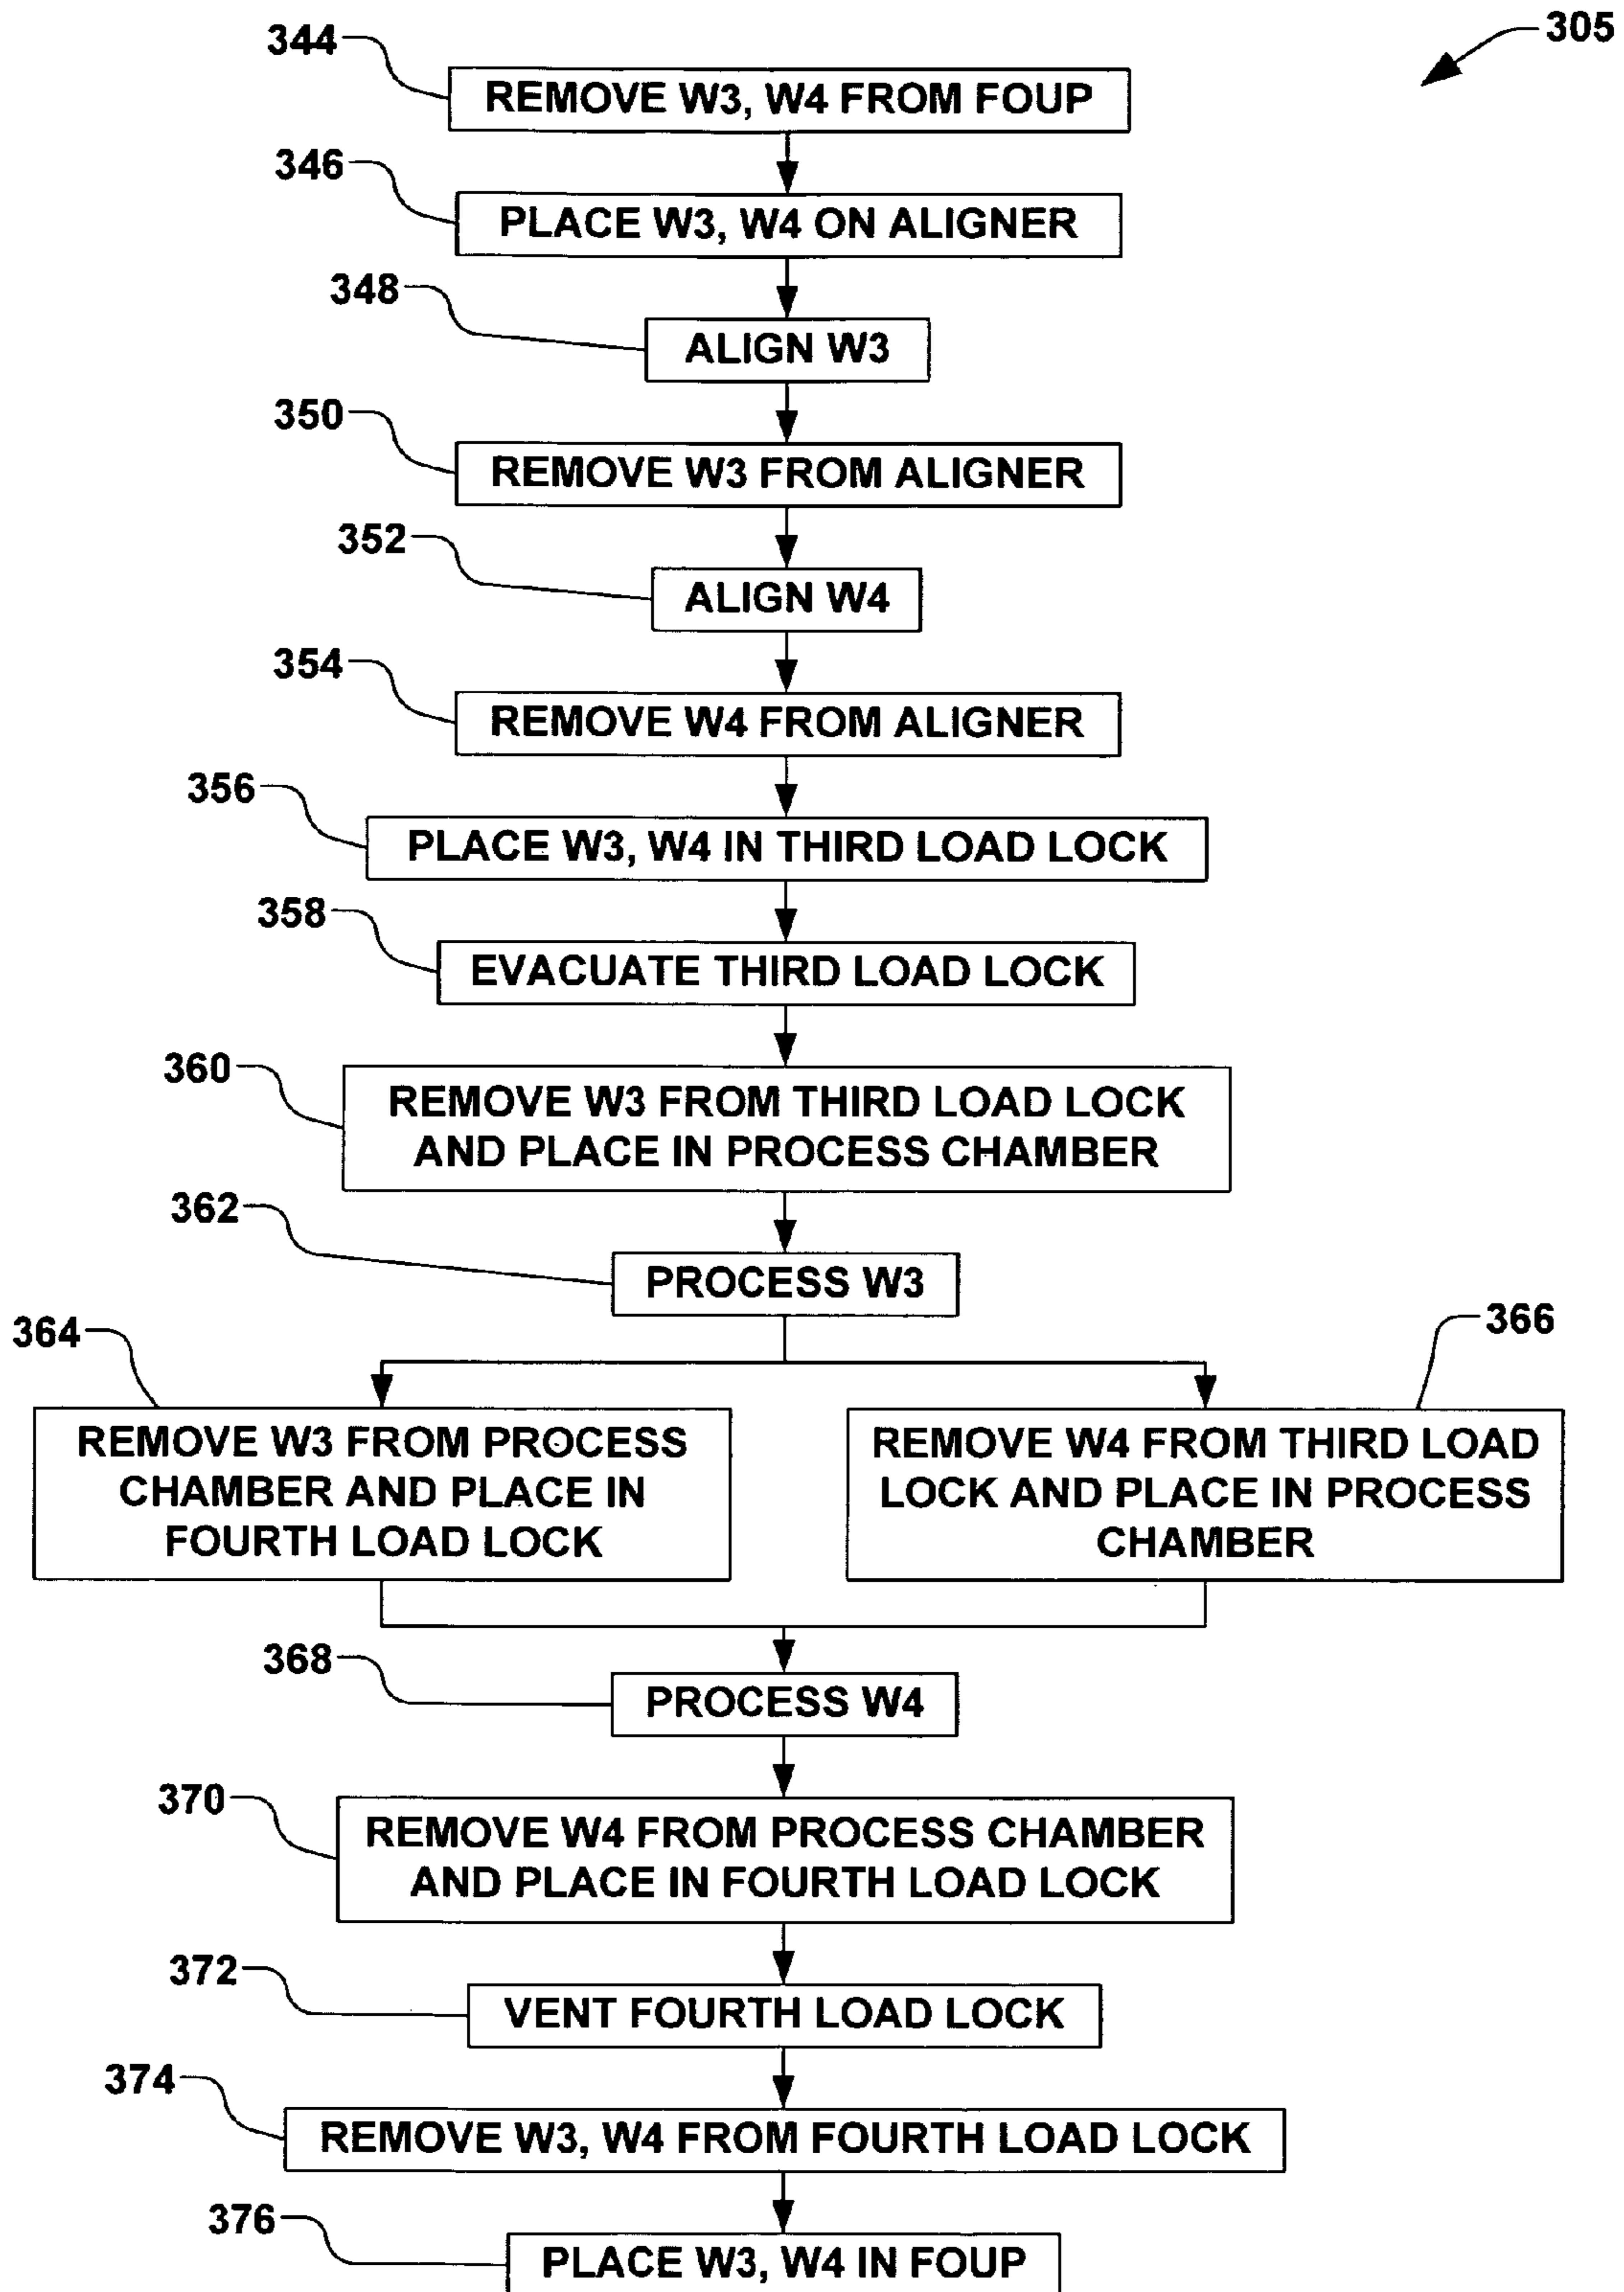 305
344
REMOVE W3, W4 FROM FOUP
346
PLACE W3, W4 ON ALIGNER
348
ALIGN W3
350
REMOVE W3 FROM ALIGNER
352
ALIGN W4
354
REMOVE W4 FROM ALIGNER
356
PLACE W3, W4 IN THIRD LOAD LOCK
358
EVACUATE THIRD LOAD LOCK
360
REMOVE W3 FROM THIRD LOAD LOCK
AND PLACE IN PROCESS CHAMBER
362
PROCESS W3
364
REMOVE W3 FROM PROCESS
CHAMBER AND PLACE IN
FOURTH LOAD LOCK
366
REMOVE W4 FROM THIRD LOAD
LOCK AND PLACE IN PROCESS
CHAMBER
368
PROCESS W4
370
REMOVE W4 FROM PROCESS CHAMBER
AND PLACE IN FOURTH LOAD LOCK
372
VENT FOURTH LOAD LOCK
374
REMOVE W3, W4 FROM FOURTH LOAD LOCK
376
PLACE W3, W4 IN FOUP